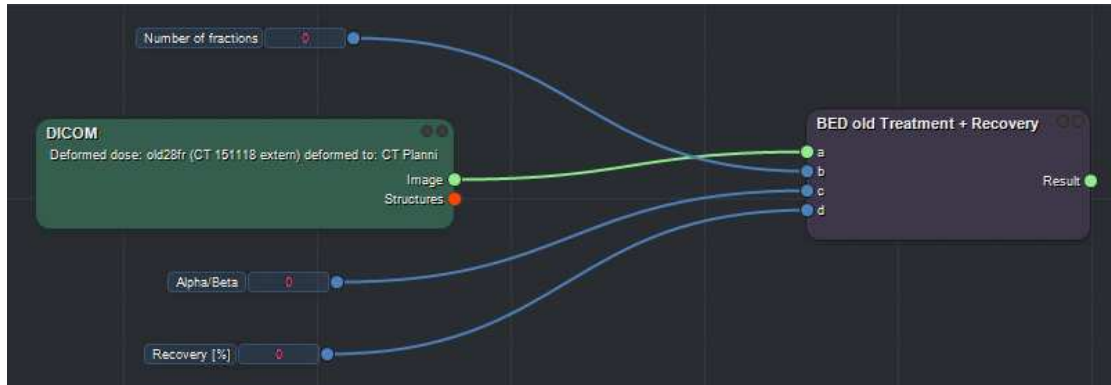 Number of fractions 0
DICOM
Deformed dose: old28fr (CT 151118 extern) deformed to: CT Planni
Image
Structures
BED old Treatment + Recovery
a
b
c
d
Result
Alpha/Beta 0
Recovery [%] 0